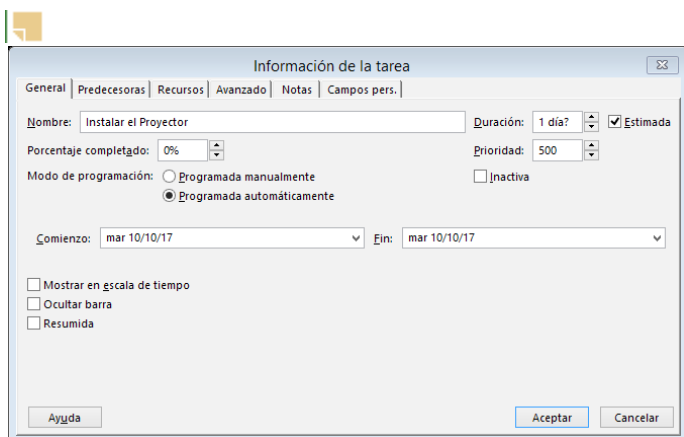 Información de la tarea
General Predecesoras Recursos Avanzado Notas Campos pers.
Nombre: Instalar el Proyector Duración: 1 día? Estimada
Porcentaje completado: 0% Prioridad: 500
Modo de programación: Programada manualmente Inactiva
Programada automáticamente
Comienzo: mar 10/10/17 Fin: mar 10/10/17
Mostrar en escala de tiempo
Ocultar barra
Resumida
Ayuda Aceptar Cancelar